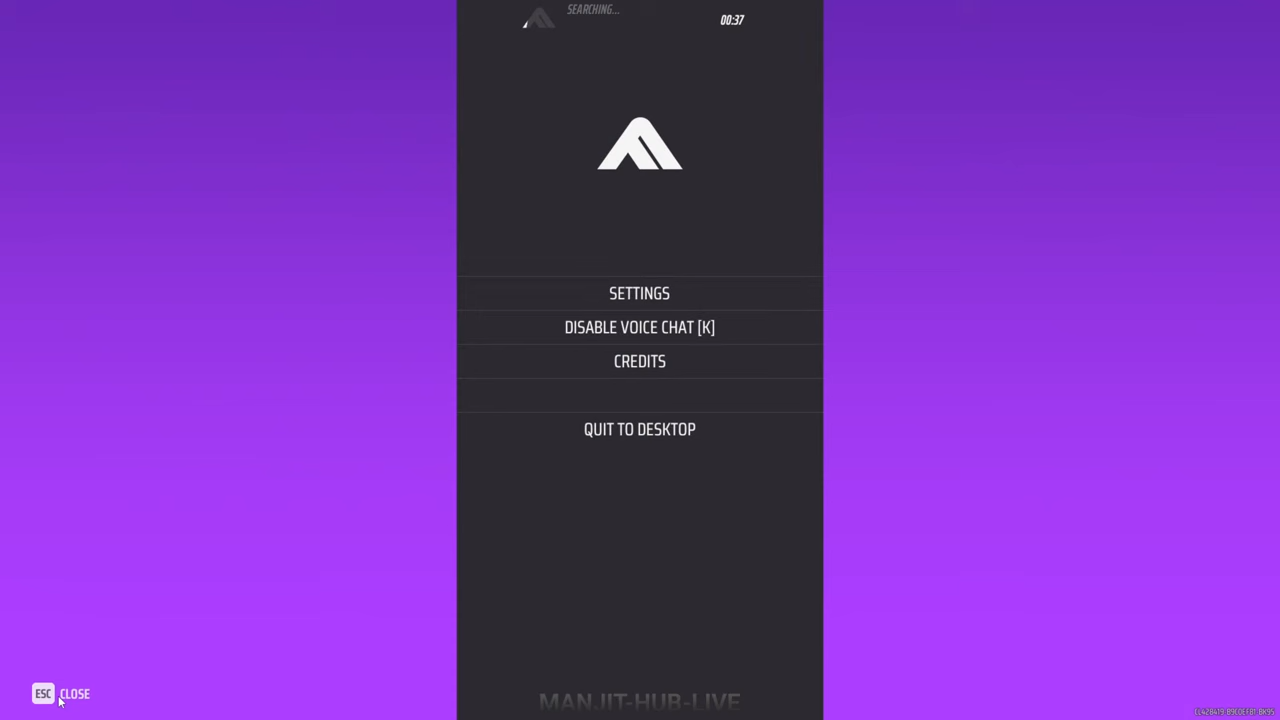 SEARCHING...
00:37
SETTINGS
DISABLE VOICE CHAT [K]
CREDITS
QUIT TO DESKTOP
ESC CLOSE
MANJIT-HUB-LIVE